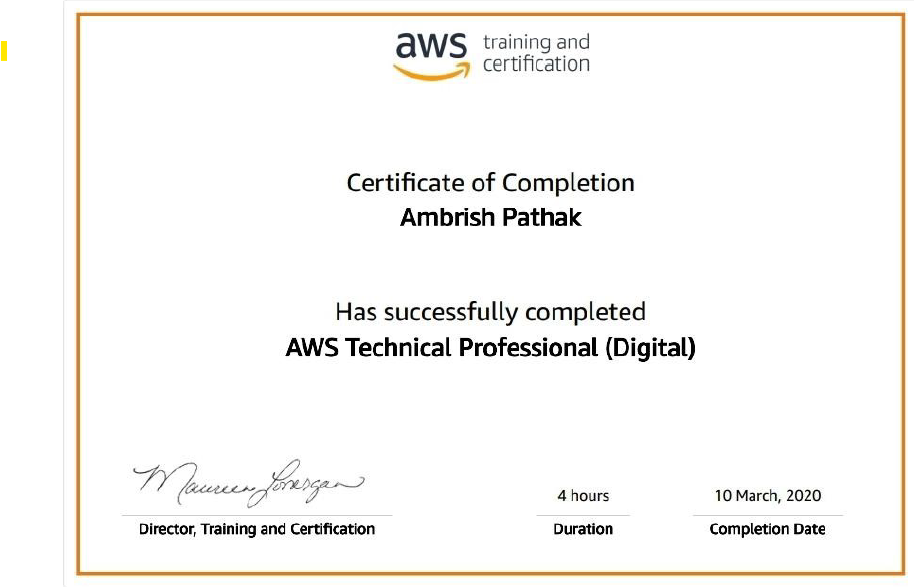 aws training and
certification
Certificate of Completion
Ambrish Pathak
Has successfully completed
AWS Technical Professional (Digital)
Maureen Lonergan
4 hours
10 March, 2020
Director, Training and Certification
Duration
Completion Date